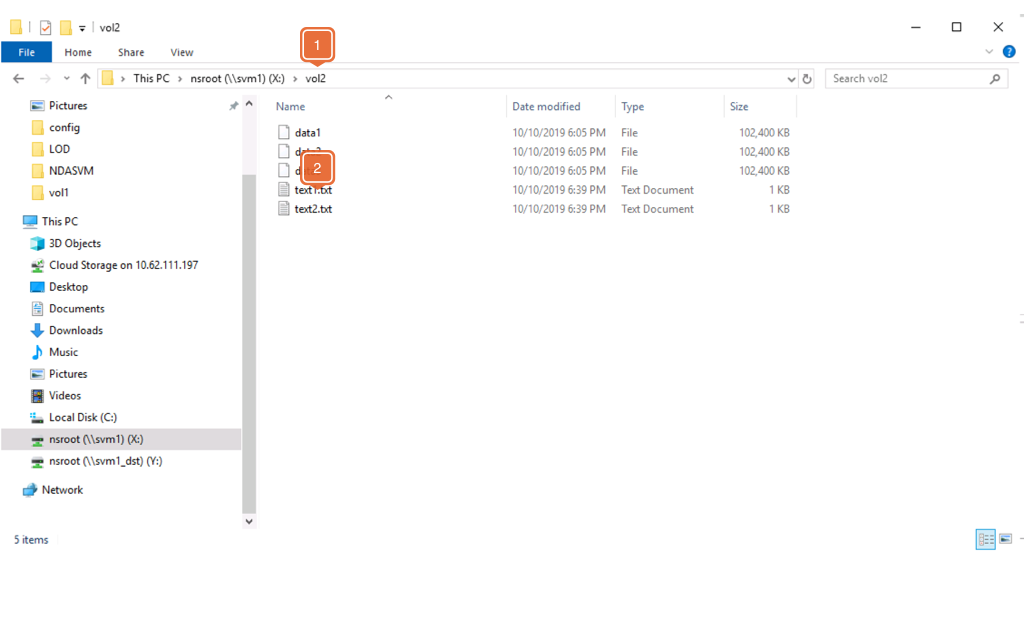 vol2
File Home Share View
1
This PC > nsroot (\\svm1) (X:) > vol2
Search vol2
Pictures
config
LOD
NDASVM
vol1
This PC
3D Objects
Cloud Storage on 10.62.111.197
Desktop
Documents
Downloads
Music
Pictures
Videos
Local Disk (C:)
nsroot (\\svm1) (X:)
nsroot (\\svm1_dst) (Y:)
Network
Name Date modified Type Size
data1 10/10/2019 6:05 PM File 102,400 KB
10/10/2019 6:05 PM File 102,400 KB
2
10/10/2019 6:05 PM File 102,400 KB
text1.txt 10/10/2019 6:39 PM Text Document 1 KB
text2.txt 10/10/2019 6:39 PM Text Document 1 KB
5 items